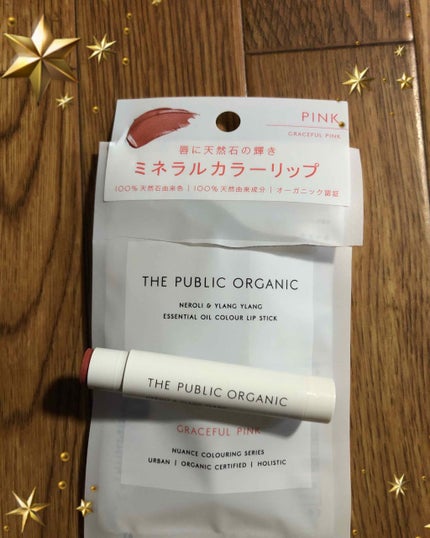 PINK
GRACEFUL PINK
唇に天然石の輝き
ミネラルカラーリップ
100%天然石由来色 | 100%天然由来成分 | オーガニック認証
THE PUBLIC ORGANIC
NEROLI & YLANG YLANG
ESSENTIAL OIL COLOUR LIP STICK
THE PUBLIC ORGANIC
GRACEFUL PINK
NUANCE COLOURING SERIES
URBAN | ORGANIC CERTIFIED | HOLISTIC